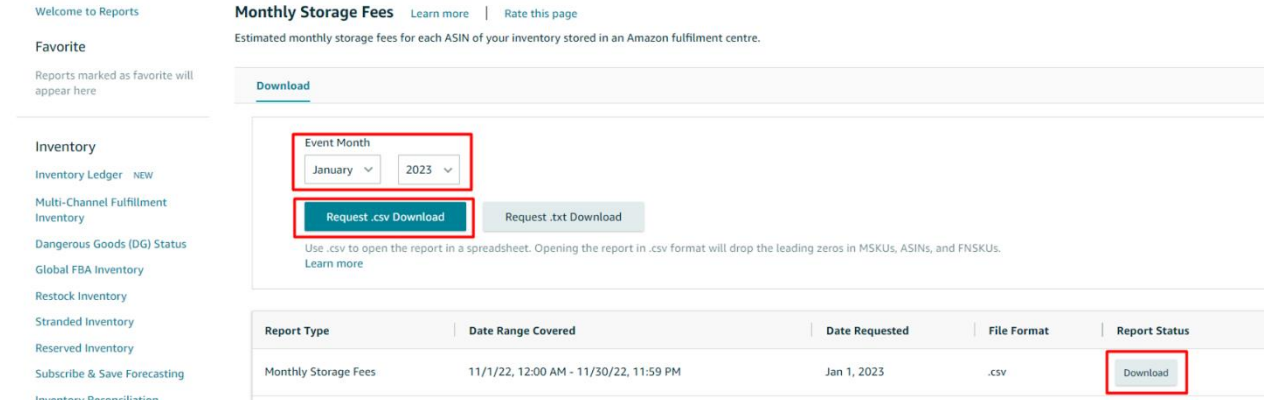 Welcome to Reports
Favorite
Reports marked as favorite will
appear here
Inventory
Inventory Ledger NEW
Multi-Channel Fulfillment
Inventory
Dangerous Goods (DG) Status
Global FBA Inventory
Restock Inventory
Stranded Inventory
Reserved Inventory
Subscribe & Save Forecasting
Inventory Reconciliation
Monthly Storage Fees Learn more | Rate this page
Estimated monthly storage fees for each ASIN of your inventory stored in an Amazon fulfilment centre.
Download
Event Month
January 2023
Request .csv Download Request .txt Download
Use .csv to open the report in a spreadsheet. Opening the report in .csv format will drop the leading zeros in MSKUs, ASINs, and FNSKUs.
Learn more
Report Type Date Range Covered Date Requested File Format Report Status
Monthly Storage Fees 11/1/22, 12:00 AM - 11/30/22, 11:59 PM Jan 1, 2023 .csv Download